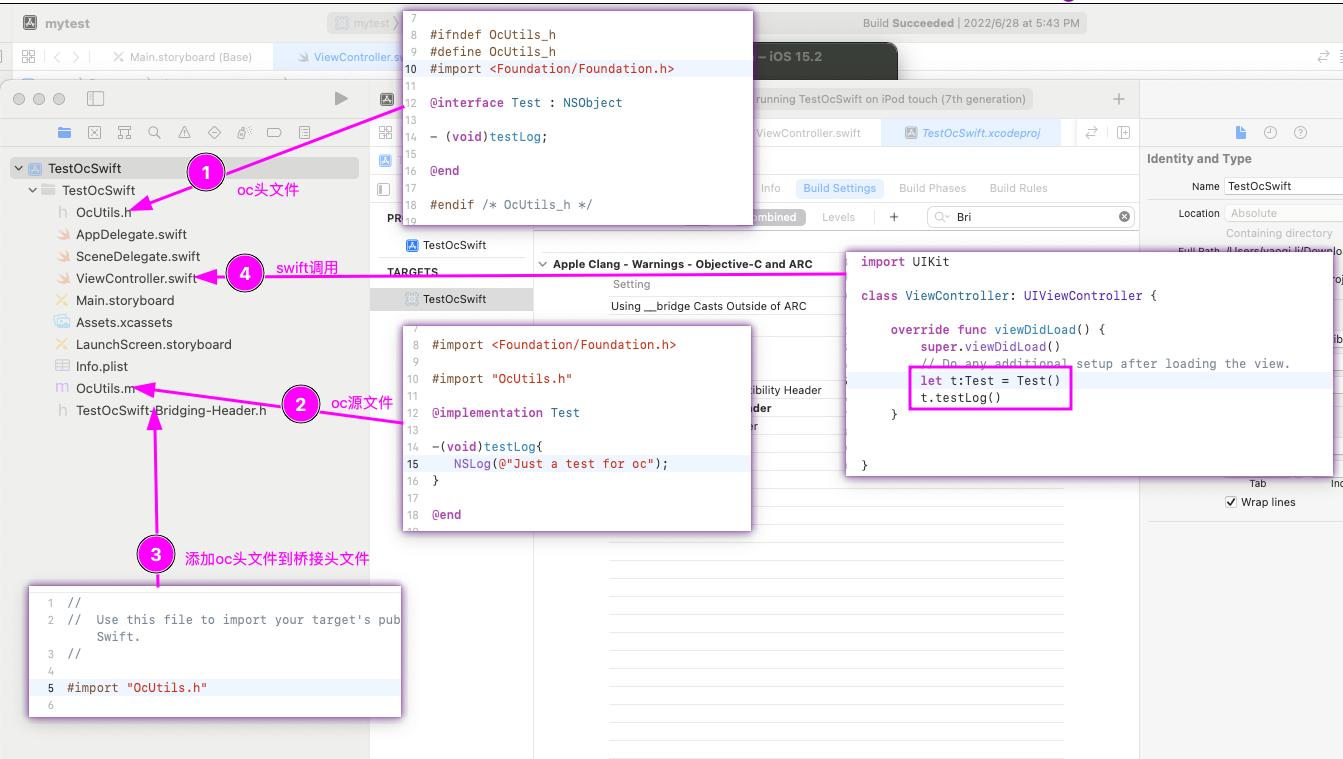 mytest
mytest
Build Succeeded | 2022/6/28 at 5:43 PM
Main.storyboard (Base)
ViewController.sw
– iOS 15.2
running TestOcSwift on iPod touch (7th generation)
ViewController.swift
TestOcSwift.xcodeproj
TestOcSwift
TestOcSwift
OcUtils.h
AppDelegate.swift
SceneDelegate.swift
ViewController.swift
Main.storyboard
Assets.xcassets
LaunchScreen.storyboard
Info.plist
OcUtils.m
TestOcSwift-Bridging-Header.h
1
oc头文件
7
8 #ifndef OcUtils_h
9 #define OcUtils_h
10 #import <Foundation/Foundation.h>
11
12 @interface Test : NSObject
13
14 - (void)testLog;
15
16 @end
17
18 #endif /* OcUtils_h */
19
Info
Build Settings
Build Phases
Build Rules
ombined
Levels
+
Bri
PR
TestOcSwift
TARGETS
TestOcSwift
Apple Clang - Warnings - Objective-C and ARC
Setting
Using __bridge Casts Outside of ARC
tibility Header
der
er
4
swift调用
2
oc源文件
7
8 #import <Foundation/Foundation.h>
9
10 #import "OcUtils.h"
11
12 @implementation Test
13
14 -(void)testLog{
15 NSLog(@"Just a test for oc");
16 }
17
18 @end
3
添加oc头文件到桥接头文件
1 //
2 // Use this file to import your target's pub
Swift.
3 //
4
5 #import "OcUtils.h"
6
import UIKit
class ViewController: UIViewController {
override func viewDidLoad() {
super.viewDidLoad()
// Do any additional setup after loading the view.
let t:Test = Test()
t.testLog()
}
}
Identity and Type
Name TestOcSwift
Location Absolute
Containing directory
Tab
Wrap lines